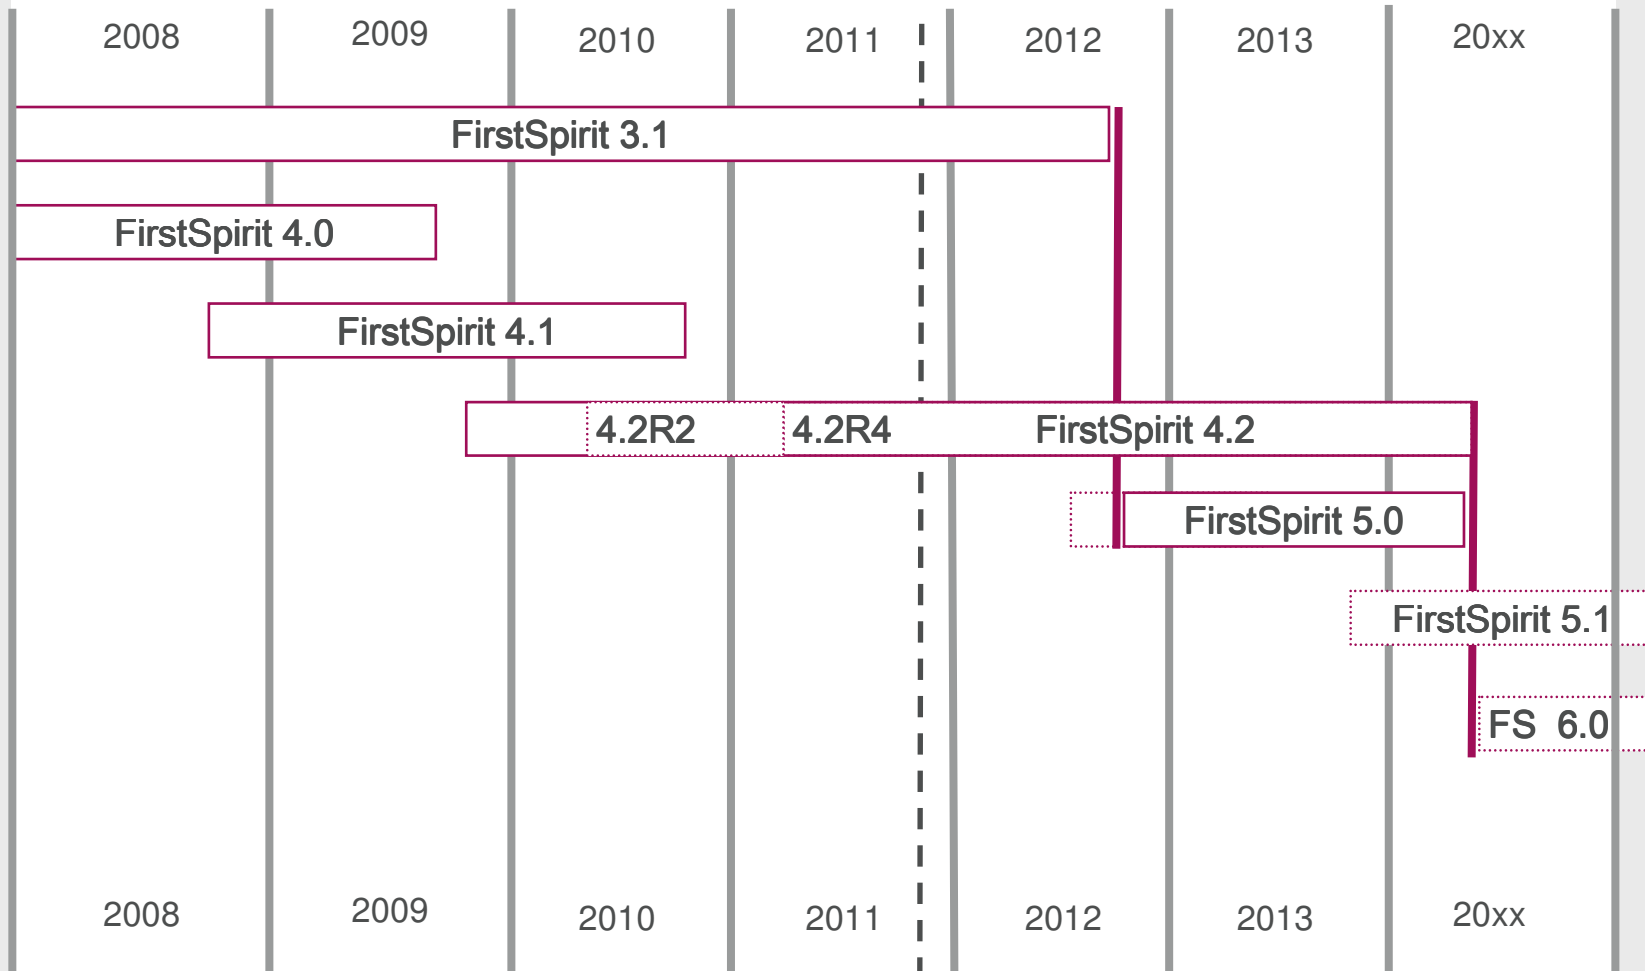 2008 2009 2010 2011 2012 2013 20xx
FirstSpirit 3.1
FirstSpirit 4.0
FirstSpirit 4.1
4.2R2 4.2R4 FirstSpirit 4.2
FirstSpirit 5.0
FirstSpirit 5.1
FS 6.0
2008 2009 2010 2011 2012 2013 20xx